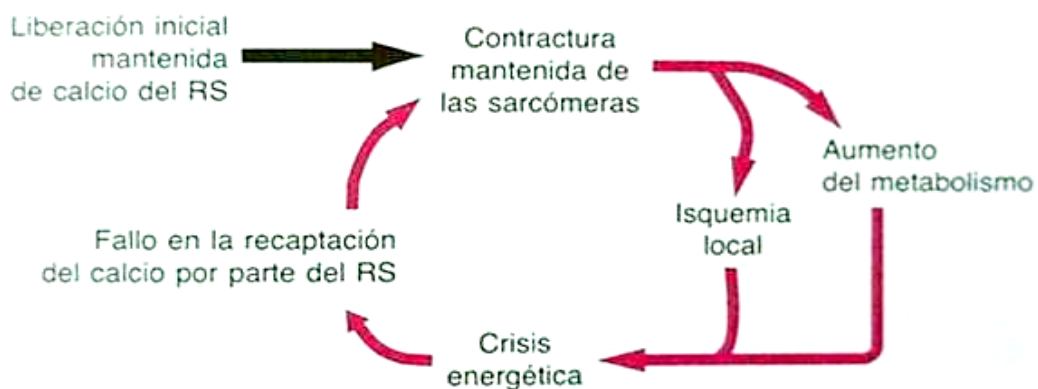 Liberación inicial
mantenida
de calcio del RS
Contractura
mantenida de
las sarcómeras
Aumento
del metabolismo
Isquemia
local
Fallo en la recaptación
del calcio por parte del RS
Crisis
energética